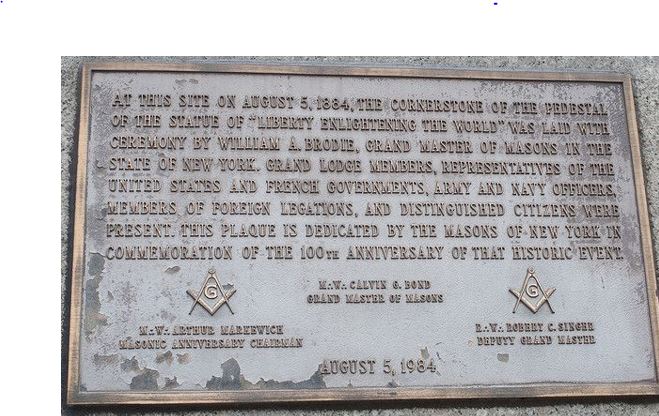 AT THIS SITE ON AUGUST 5, 1884, THE CORNERSTONE OF THE PEDESTAL
OF THE STATUE OF "LIBERTY ENLIGHTENING THE WORLD" WAS LAID WITH
CEREMONY BY WILLIAM A. BRODIE, GRAND MASTER OF MASONS IN THE
STATE OF NEW YORK. GRAND LODGE MEMBERS, REPRESENTATIVES OF THE
UNITED STATES AND FRENCH GOVERNMENTS, ARMY AND NAVY OFFICERS,
MEMBERS OF FOREIGN LEGATIONS, AND DISTINGUISHED CITIZENS WERE
PRESENT. THIS PLAQUE IS DEDICATED BY THE MASONS OF NEW YORK IN
COMMEMORATION OF THE 100TH ANNIVERSARY OF THAT HISTORIC EVENT.
M∴W∴ CALVIN G. BOND
GRAND MASTER OF MASONS
G
G
M∴W∴ ARTHUR MARKEWICH
MASONIC ANNIVERSARY CHAIRMAN
R∴W∴ ROBERT C. SINGER
DEPUTY GRAND MASTER
AUGUST 5, 1984